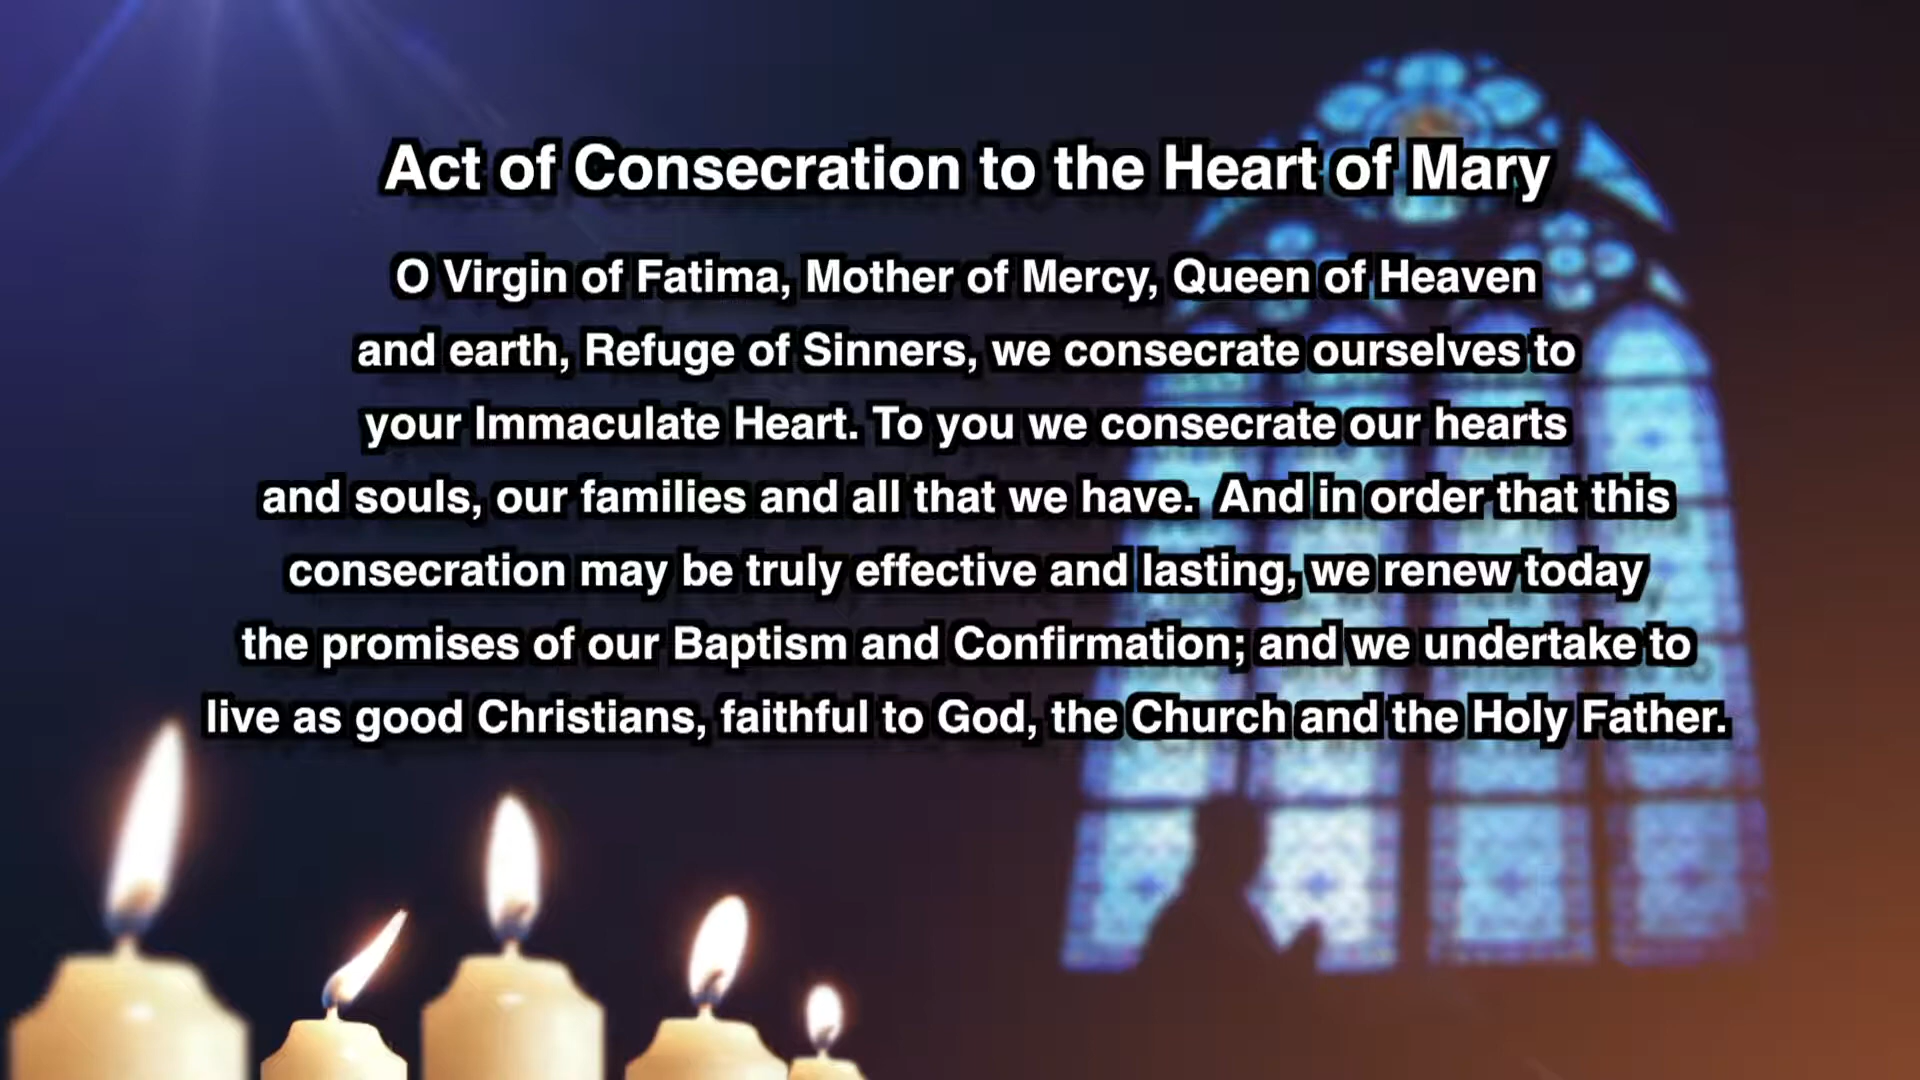 Act of Consecration to the Heart of Mary
O Virgin of Fatima, Mother of Mercy, Queen of Heaven
and earth, Refuge of Sinners, we consecrate ourselves to
your Immaculate Heart. To you we consecrate our hearts
and souls, our families and all that we have.  And in order that this
consecration may be truly effective and lasting, we renew today
the promises of our Baptism and Confirmation; and we undertake to
live as good Christians, faithful to God, the Church and the Holy Father.